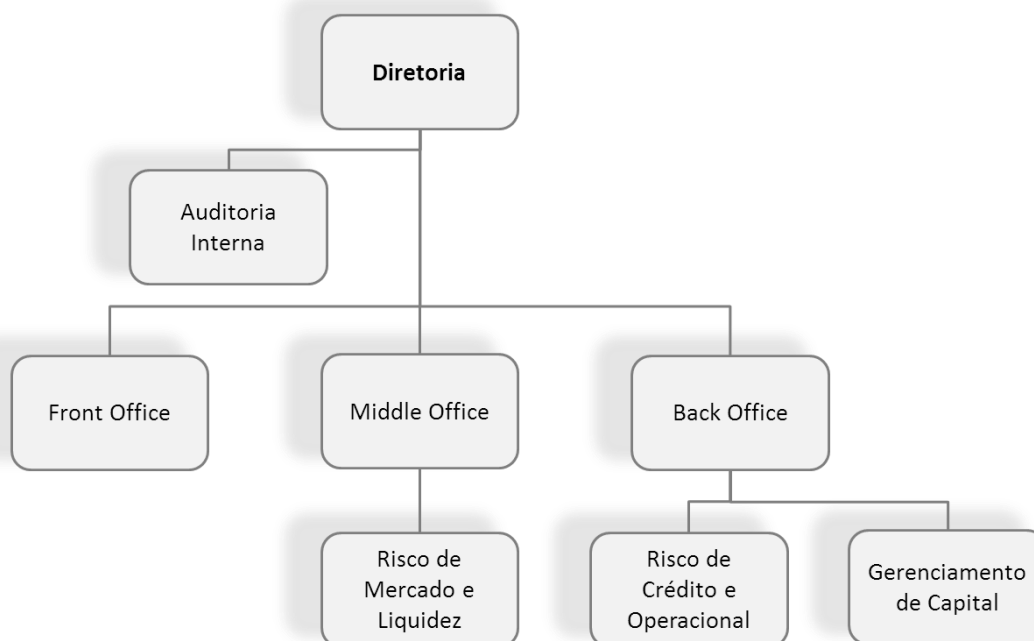 Diretoria
Auditoria
Interna
Front Office
Middle Office
Back Office
Risco de
Mercado e
Liquidez
Risco de
Crédito e
Operacional
Gerenciamento
de Capital